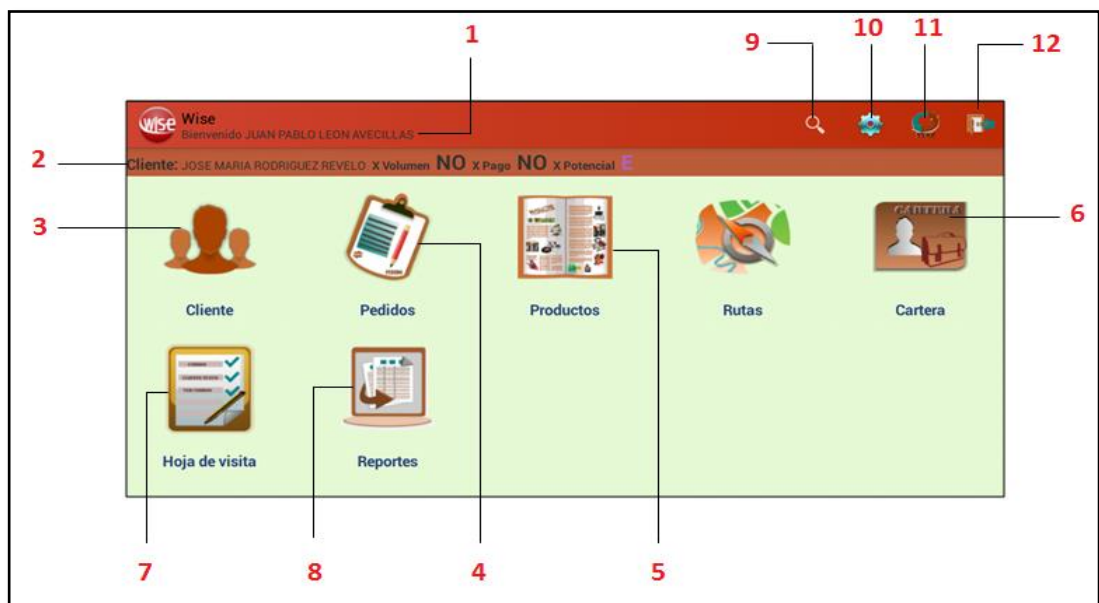 1
10
11
9
12
wise
Wise
Bienvenido JUAN PABLO LEON AVECILLAS
2
Cliente: JOSE MARIA RODRIGUEZ REVELO X Volumen NO X Pago NO X Potencial E
3
6
CARTERA
Cliente
Pedidos
Productos
Rutas
Cartera
Hoja de visita
Reportes
7
8
4
5